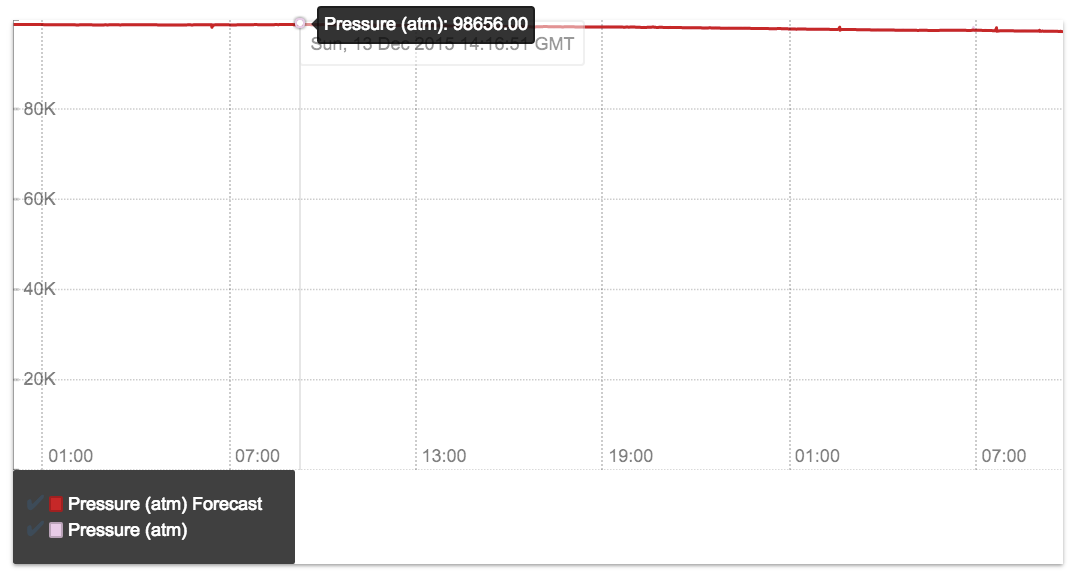 Pressure (atm): 98656.00
Sun, 13 Dec 2015 14:16:51 GMT
80K
60K
40K
20K
01:00 07:00 13:00 19:00 01:00 07:00
Pressure (atm) Forecast
Pressure (atm)